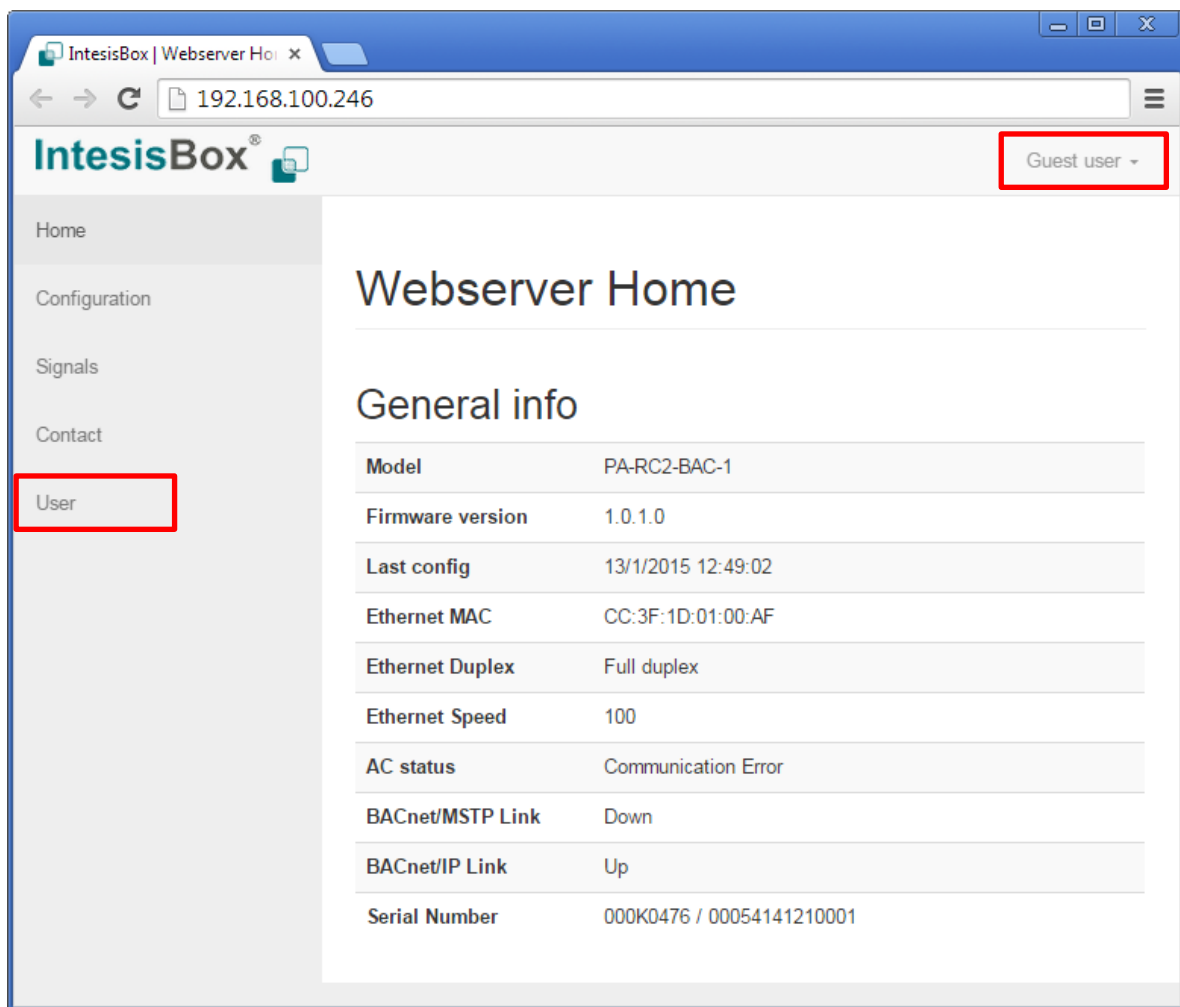 IntesisBox | Webserver Ho
192.168.100.246
IntesisBox®
Guest user
Home
Configuration
Signals
Contact
User
Webserver Home
General info
Model PA-RC2-BAC-1
Firmware version 1.0.1.0
Last config 13/1/2015 12:49:02
Ethernet MAC CC:3F:1D:01:00:AF
Ethernet Duplex Full duplex
Ethernet Speed 100
AC status Communication Error
BACnet/MSTP Link Down
BACnet/IP Link Up
Serial Number 000K0476 / 00054141210001